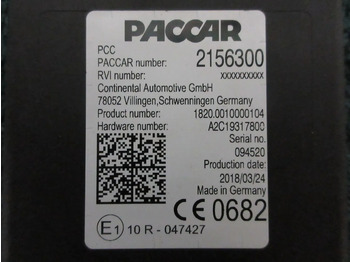 PACCAR
PCC
PACCAR number: 2156300
RVI number: xxxxxxxxxx
Continental Automotive GmbH
78052 Villingen,Schwenningen Germany
Product number: 1820.0010000104
Hardware number: A2C19317800
Serial number:
094520
Production date:
2018/03/24
Made in Germany
CE 0682
E1 10 R - 047427